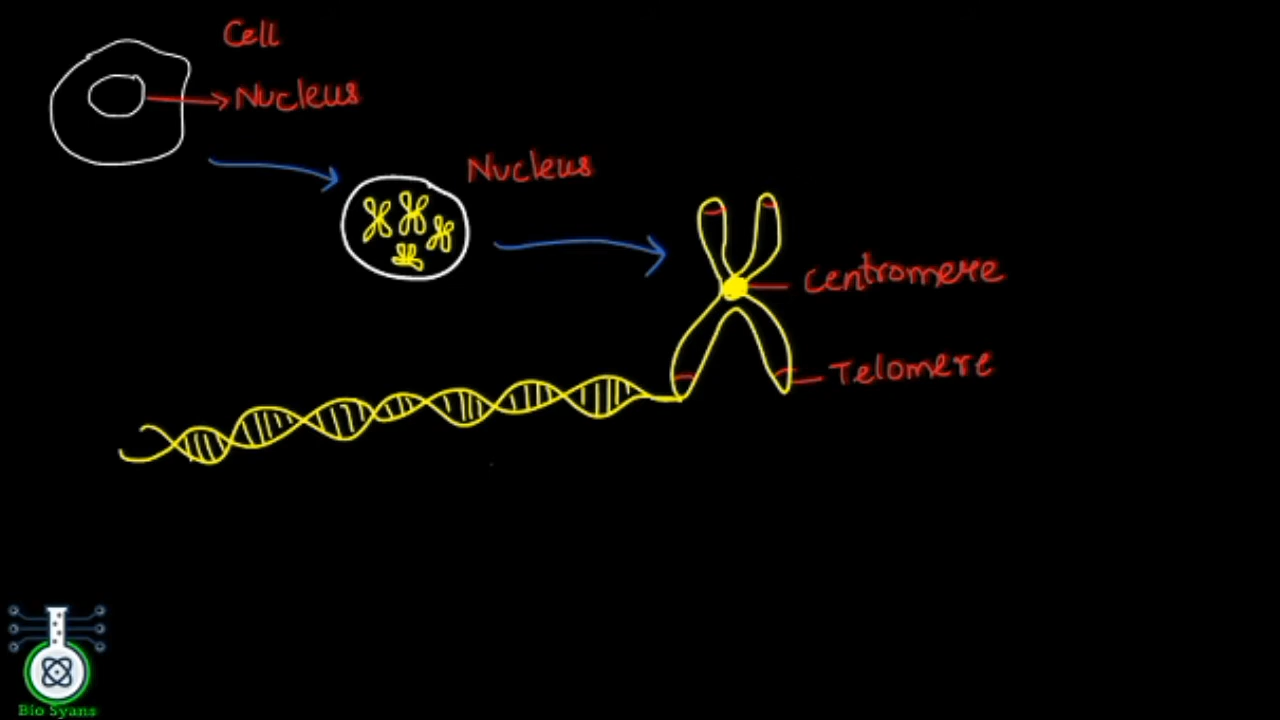 Cell
Nucleus
Nucleus
Centromere
Telomere
Bio Syans